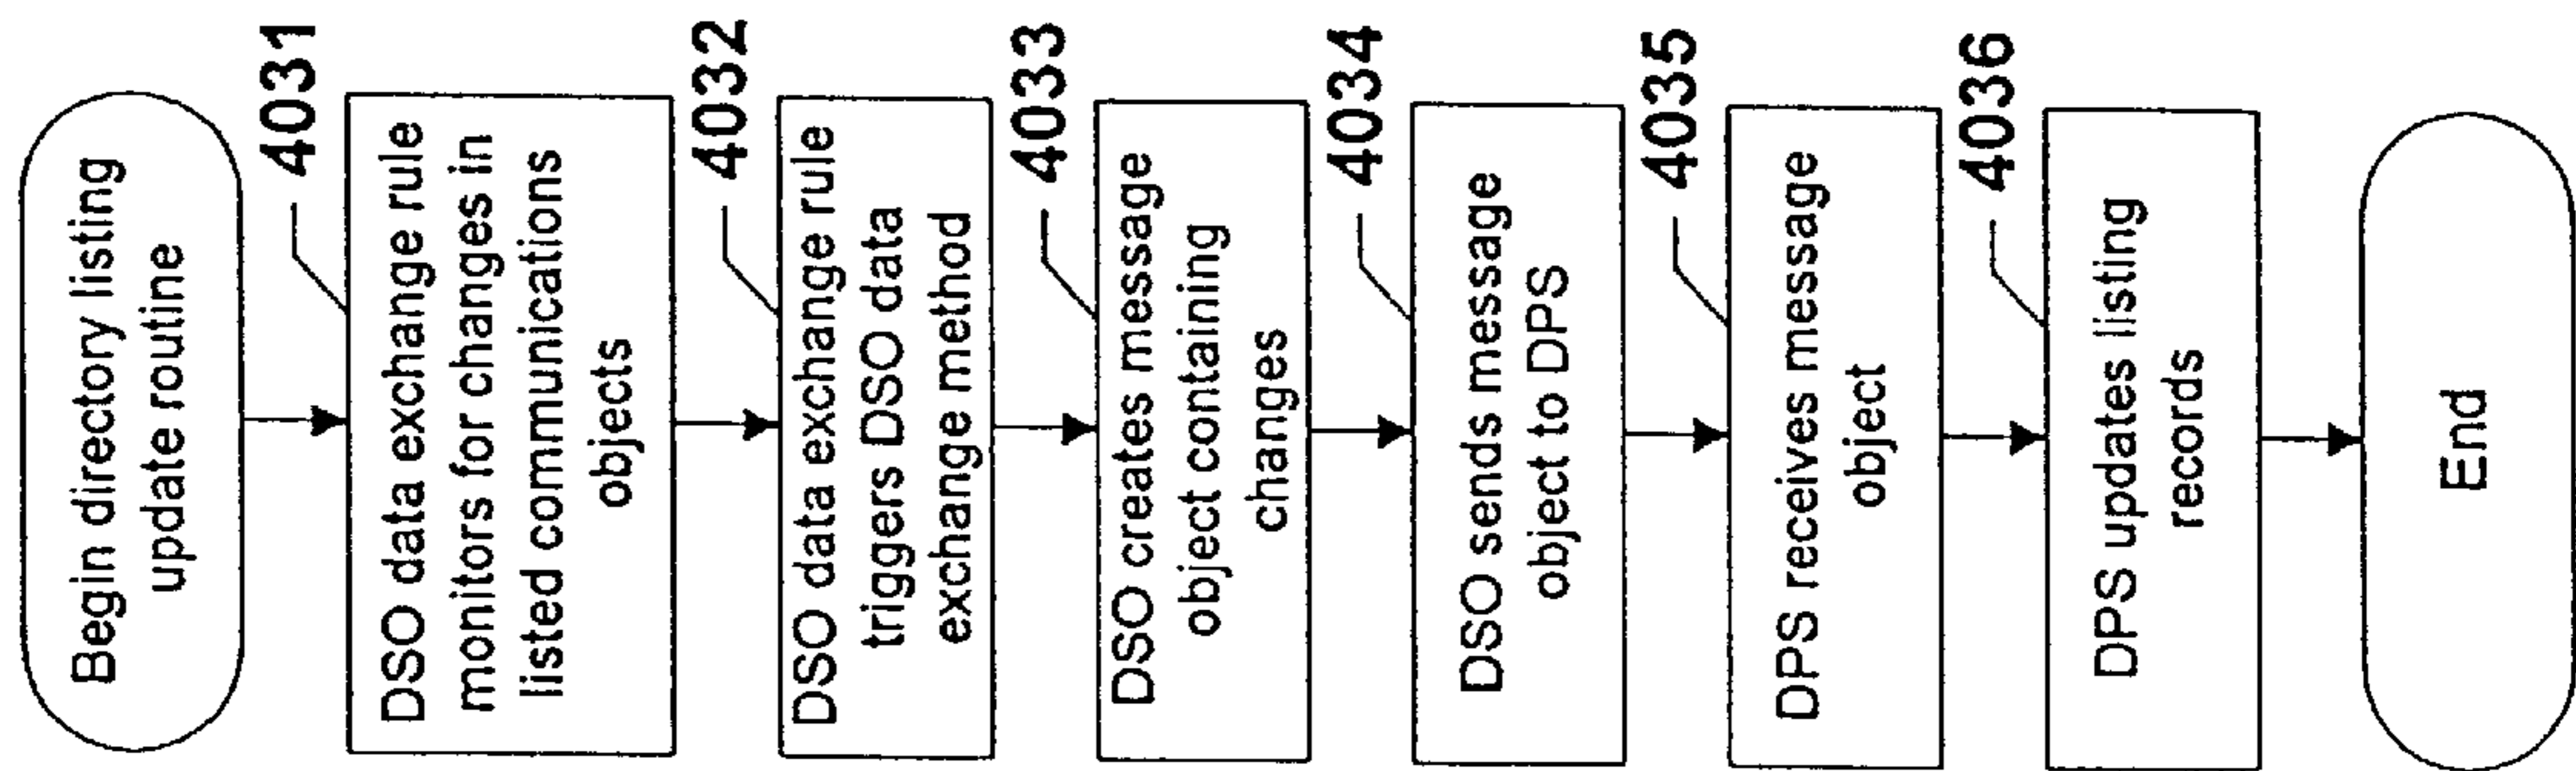 Begin directory listing
update routine
4031
DSO data exchange rule
monitors for changes in
listed communications
objects
4032
DSO data exchange rule
triggers DSO data
exchange method
4033
DSO creates message
object containing
changes
4034
DSO sends message
object to DPS
4035
DPS receives message
object
4036
DPS updates listing
records
End